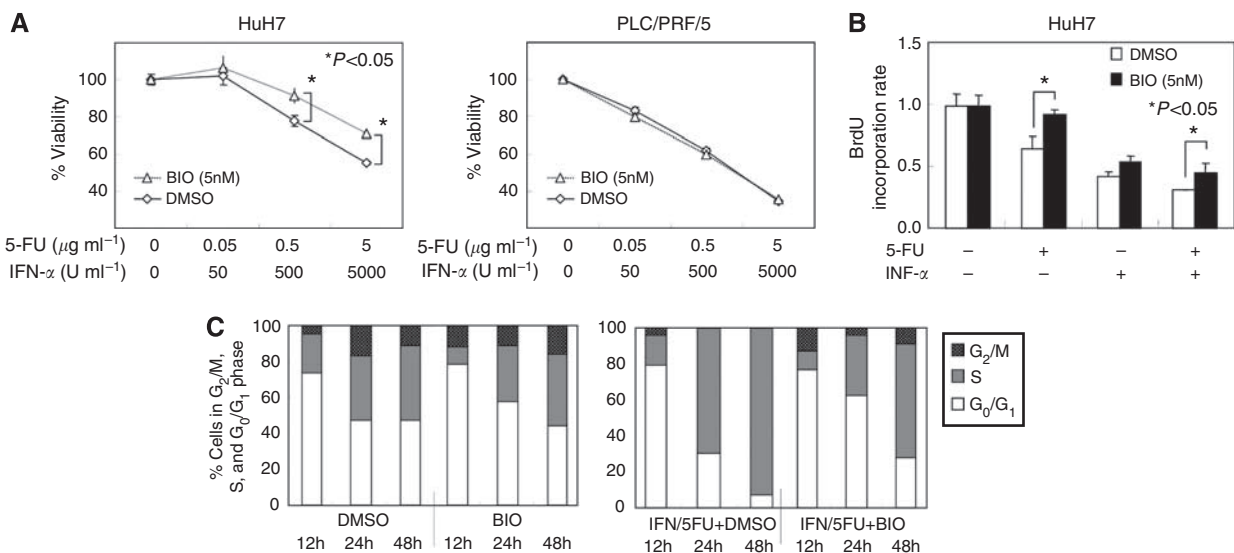 A
HuH7
*P<0.05
% Viability
100
80
60
40
*
*
BIO (5nM)
DMSO
5-FU (μg ml⁻¹) 0 0.05 0.5 5
IFN-α (U ml⁻¹) 0 50 500 5000
PLC/PRF/5
% Viability
100
80
60
40
BIO (5nM)
DMSO
5-FU (μg ml⁻¹) 0 0.05 0.5 5
IFN-α (U ml⁻¹) 0 50 500 5000
B
HuH7
BrdU
incorporation rate
1.5
1.0
0.5
0.0
DMSO
BIO (5nM)
*P<0.05
*
*
5-FU – + – +
INF-α – – + +
C
% Cells in G₂/M,
S, and G₀/G₁ phase
100
80
60
40
20
0
DMSO BIO
12h 24h 48h 12h 24h 48h
100
80
60
40
20
0
IFN/5FU+DMSO IFN/5FU+BIO
12h 24h 48h 12h 24h 48h
G₂/M
S
G₀/G₁